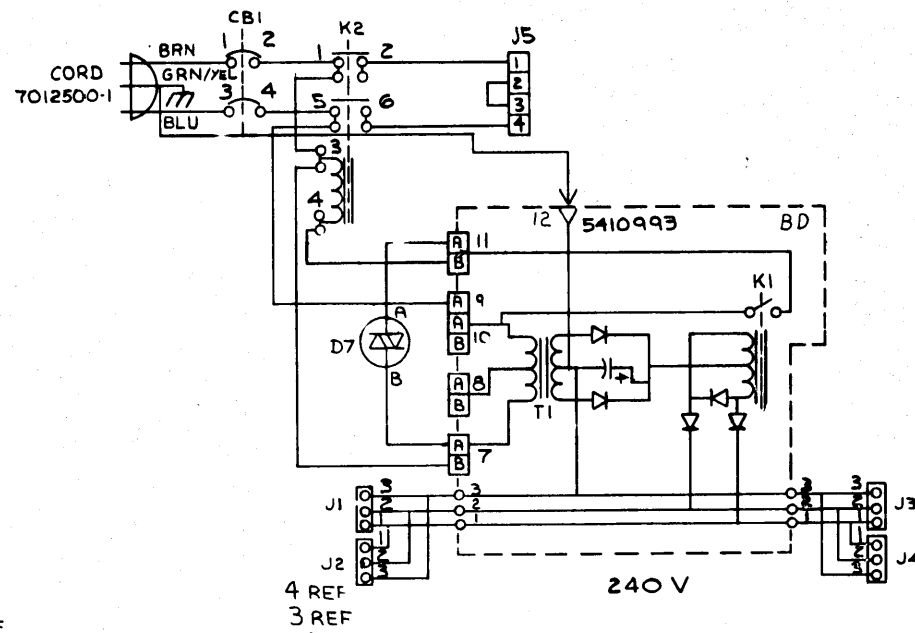 CB1
K2
J5
BRN
1 2
1 2
1
CORD
GRN/YEL
2
7012500-1
3 4
5 6
3
BLU
4
3
4
12
5410993
BD
A 11
B
K1
A 9
A
A
10
B
D7
B
A 8
B
T1
A 7
B
3
2
1
J1
J3
J2
J4
4 REF
3 REF
240 V